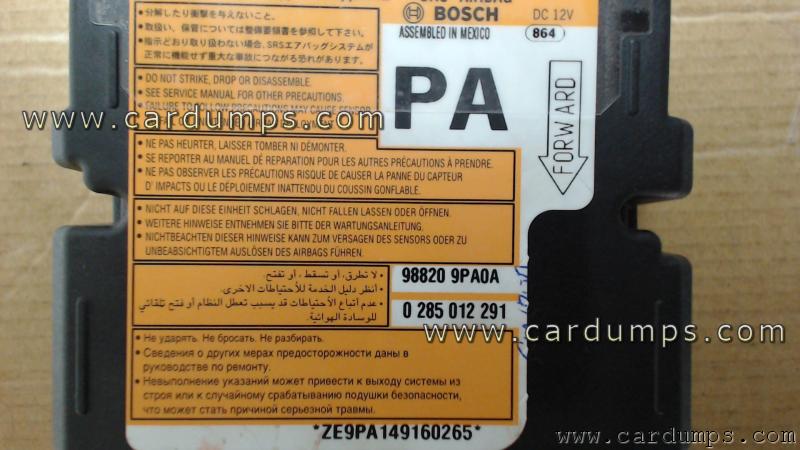 SRS AIRBAG
・分解したり衝撃を与えないこと。
・取扱い、保管については整備要領書を参照して下さい。
・指示どおり取り扱わない場合、SRSエアバッグシステムが
正常に機能せず重大な事故につながる恐れがあります。
BOSCH
DC 12V
ASSEMBLED IN MEXICO
864
PA
FORWARD
• DO NOT STRIKE, DROP OR DISASSEMBLE.
• SEE SERVICE MANUAL FOR OTHER PRECAUTIONS.
• FAILURE TO FOLLOW PRECAUTIONS MAY CAUSE SENSOR
www.cardumps.com
www.cardumps.com
• NE PAS HEURTER, LAISSER TOMBER NI DÉMONTER.
• SE REPORTER AU MANUEL DE RÉPARATION POUR LES AUTRES PRÉCAUTIONS À PRENDRE.
• NE PAS OBSERVER LES PRÉCAUTIONS RISQUE DE CAUSER LA PANNE DU CAPTEUR
D' IMPACTS OU LE DÉPLOIEMENT INATTENDU DU COUSSIN GONFLABLE.
• NICHT AUF DIESE EINHEIT SCHLAGEN, NICHT FALLEN LASSEN ODER ÖFFNEN.
• WEITERE HINWEISE ENTNEHMEN SIE BITTE DER WARTUNGSANLEITUNG.
• NICHTBEACHTEN DIESER HINWEISE KANN ZUM VERSAGEN DES SENSORS ODER ZU
UNBEABSICHTIGTEM AUSLÖSEN DES AIRBAGS FÜHREN.
• لا تطرق، أو تسقط، أو تفتح.
• أنظر دليل الخدمة للأحتياطات الاخرى.
• عدم أتباع الأحتياطات قد يسبب تعطل النظام أو فتح تلقائي
للوسادة الهوائية.
98820 9PA0A
0 285 012 291
www.cardumps.com
• Не ударять. Не бросать. Не разбирать.
• Сведения о других мерах предосторожности даны в
руководстве по ремонту.
• Невыполнение указаний может привести к выходу системы из
строя или к случайному срабатыванию подушки безопасности,
что может стать причиной серьезной травмы.
*ZE9PA149160265*
www.cardumps.com